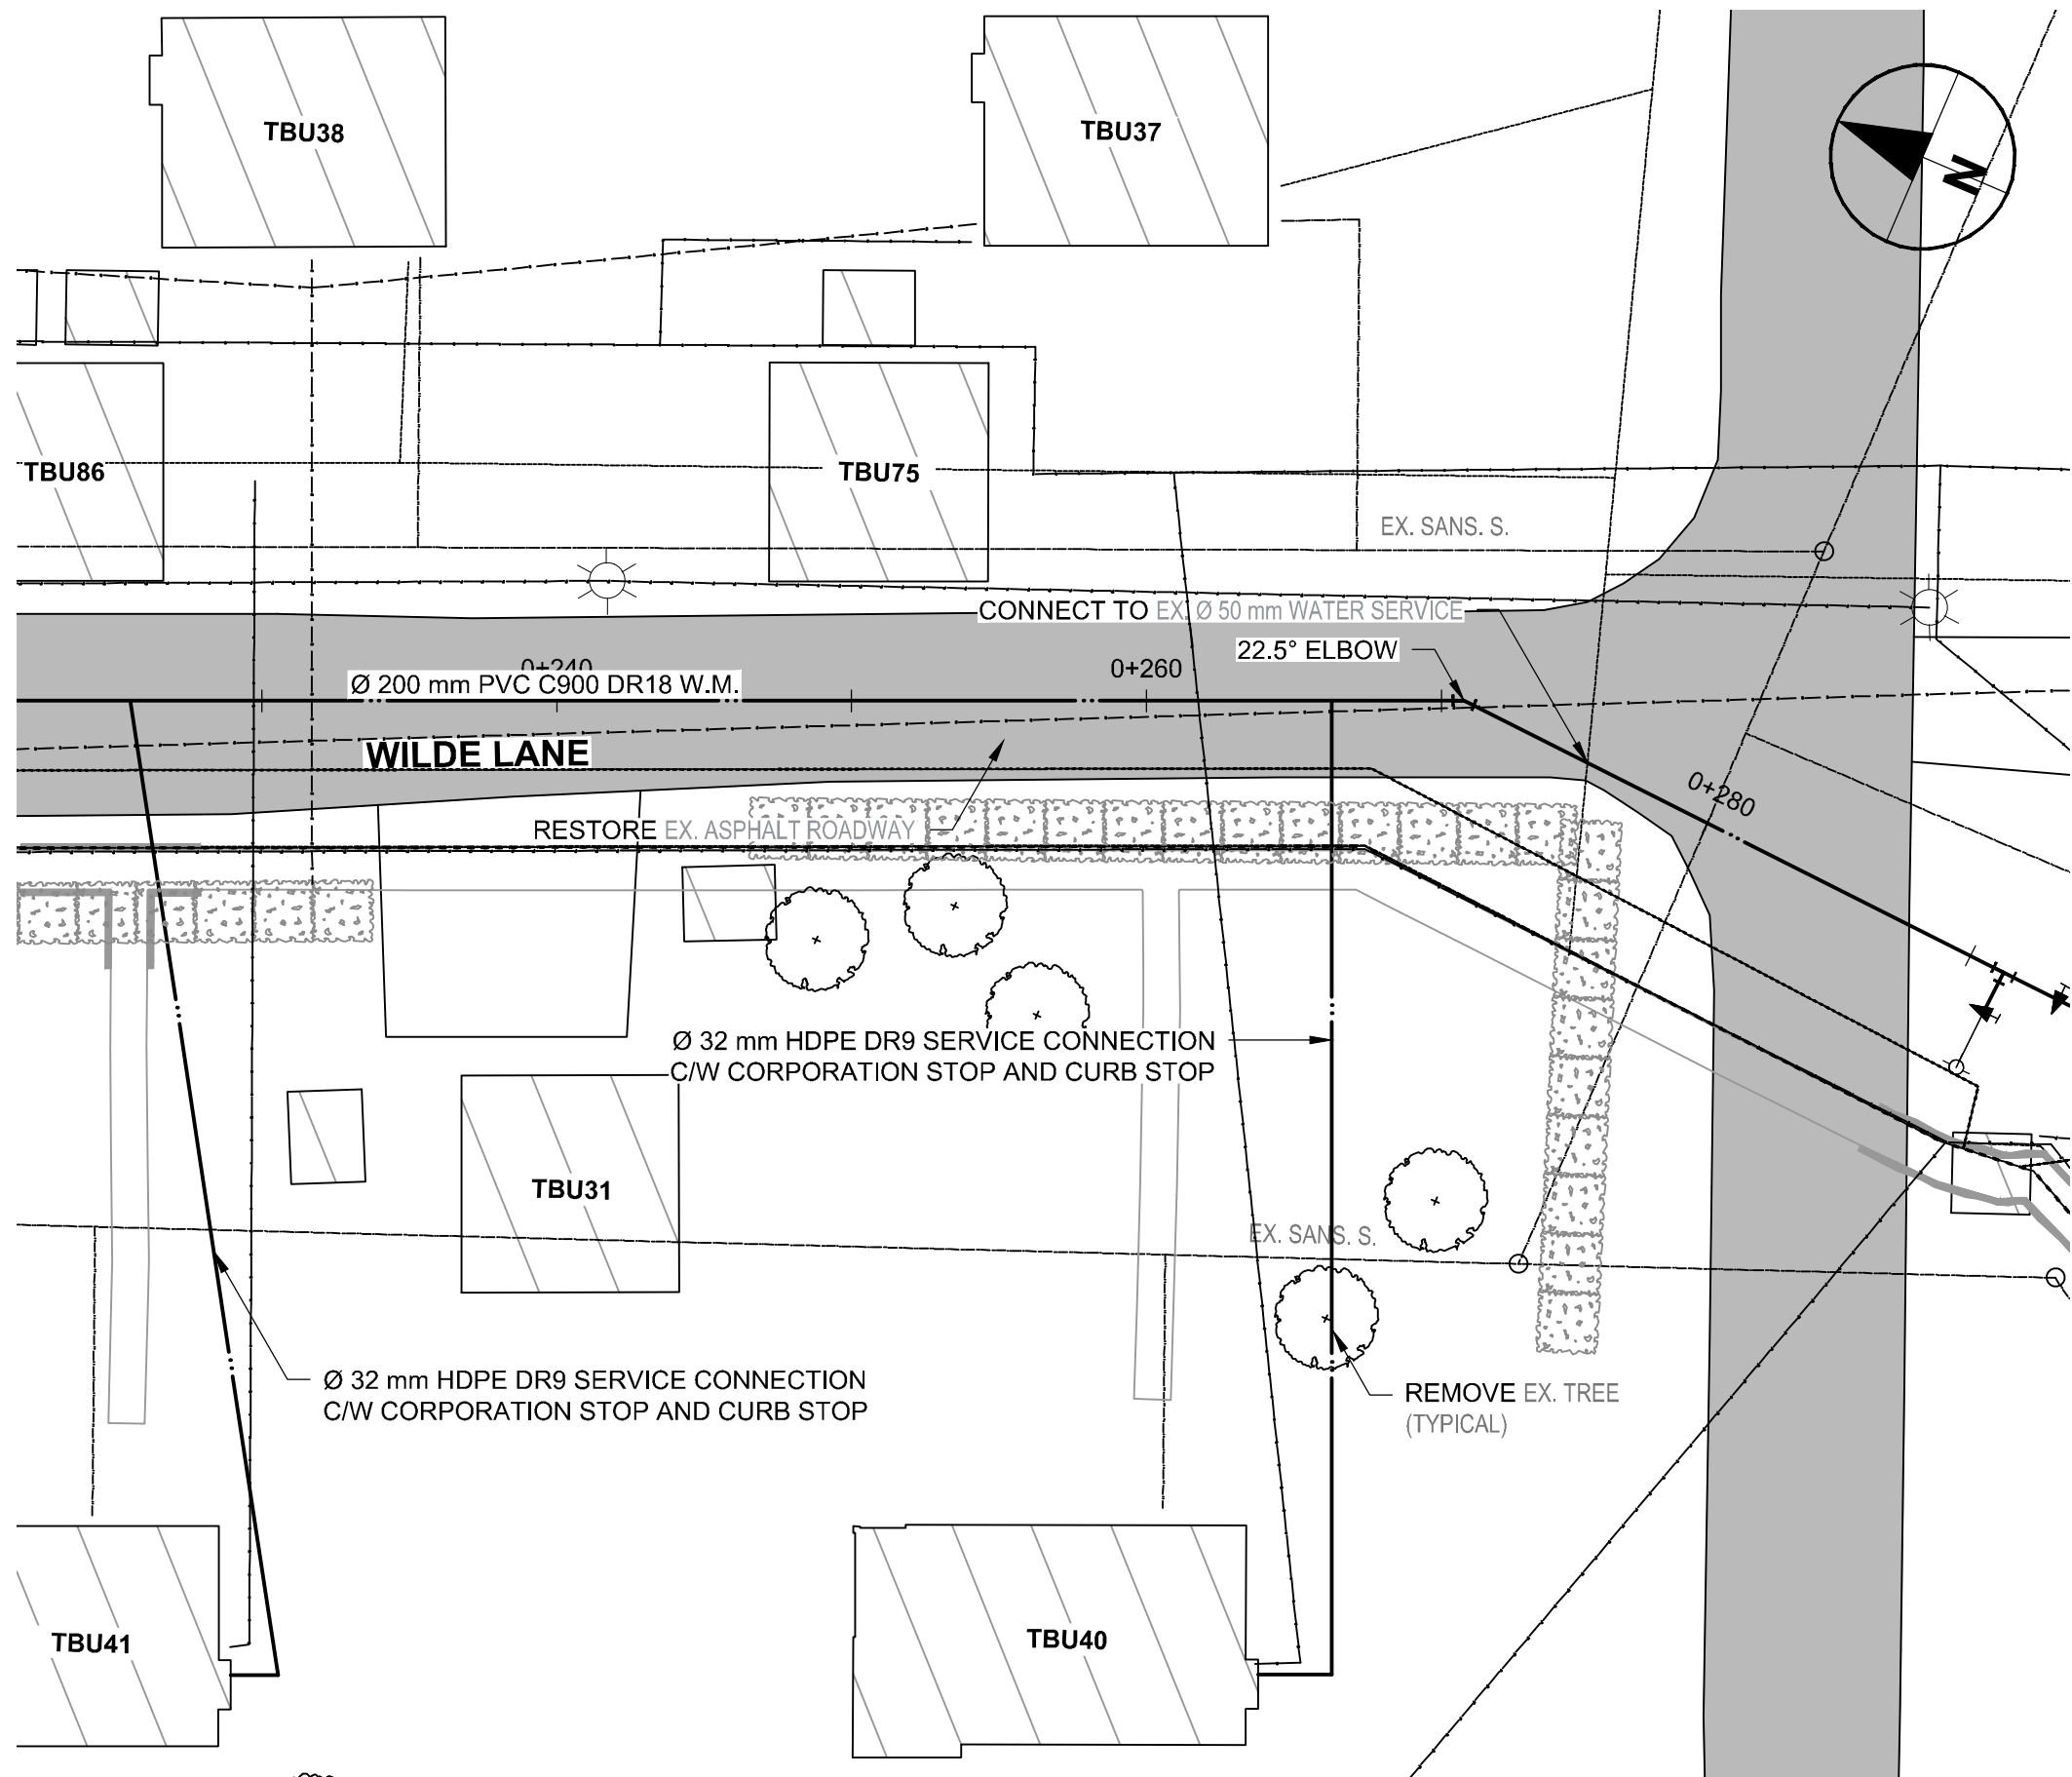 TBU38
TBU37
N
TBU86
TBU75
EX. SANS. S.
CONNECT TO EX. Ø 50 mm WATER SERVICE
22.5° ELBOW
0+240
0+260
Ø 200 mm PVC C900 DR18 W.M.
WILDE LANE
0+280
RESTORE EX. ASPHALT ROADWAY
Ø 32 mm HDPE DR9 SERVICE CONNECTION
C/W CORPORATION STOP AND CURB STOP
TBU31
EX. SANS. S.
Ø 32 mm HDPE DR9 SERVICE CONNECTION
C/W CORPORATION STOP AND CURB STOP
REMOVE EX. TREE
(TYPICAL)
TBU41
TBU40